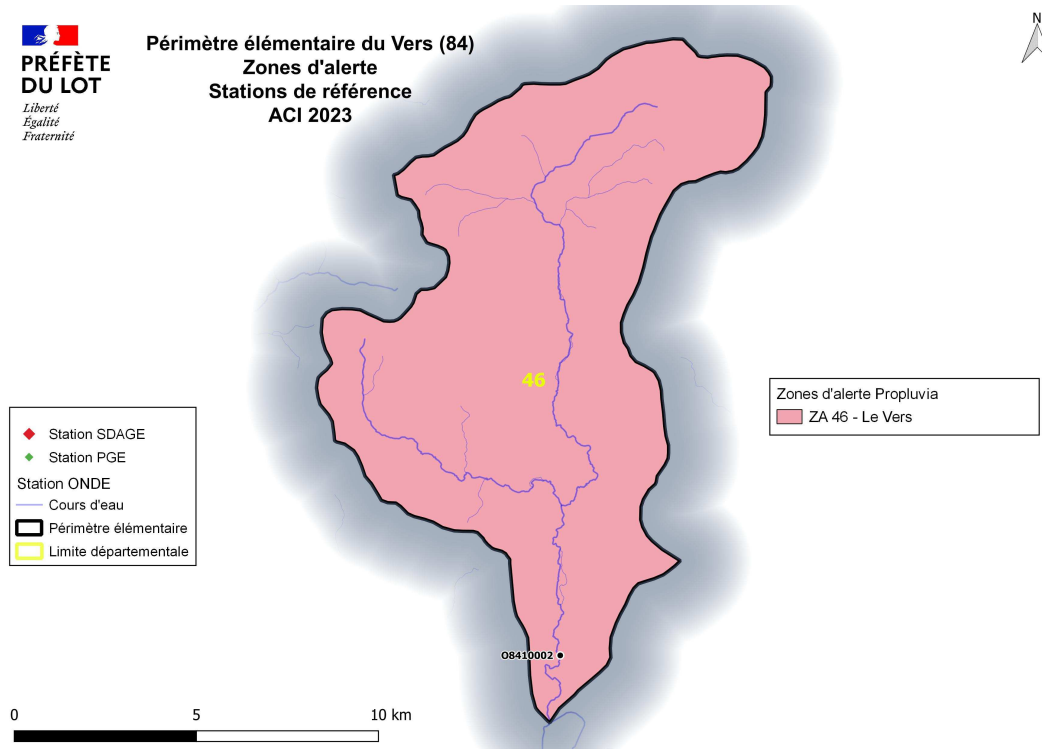 PRÉFÈTE
DU LOT
Liberté
Égalité
Fraternité
Périmètre élémentaire du Vers (84)
Zones d'alerte
Stations de référence
ACI 2023
N
46
Zones d'alerte Propluvia
ZA 46 - Le Vers
Station SDAGE
Station PGE
Station ONDE
Cours d'eau
Périmètre élémentaire
Limite départementale
O8410002
0 5 10 km